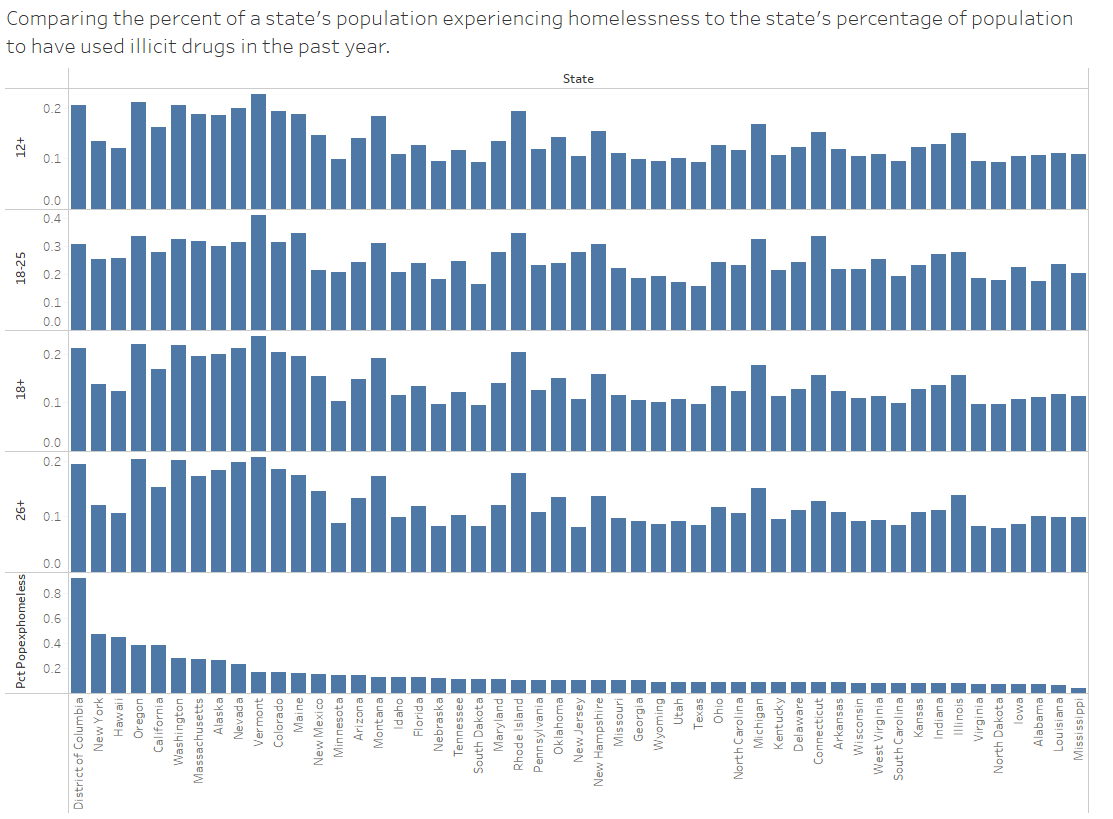 Comparing the percent of a state's population experiencing homelessness to the state's percentage of population
to have used illicit drugs in the past year.
State
12+
0.2
0.1
0.0
18-25
0.4
0.3
0.2
0.1
0.0
18+
0.2
0.1
0.0
26+
0.2
0.1
0.0
Pct Popexphomeless
0.8
0.6
0.4
0.2
District of Columbia
New York
Hawaii
Oregon
California
Washington
Massachusetts
Alaska
Nevada
Vermont
Colorado
Maine
New Mexico
Minnesota
Arizona
Montana
Idaho
Florida
Nebraska
Tennessee
South Dakota
Maryland
Rhode Island
Pennsylvania
Oklahoma
New Jersey
New Hampshire
Missouri
Georgia
Wyoming
Utah
Texas
Ohio
North Carolina
Michigan
Kentucky
Delaware
Connecticut
Arkansas
Wisconsin
West Virginia
South Carolina
Kansas
Indiana
Illinois
Virginia
North Dakota
Iowa
Alabama
Louisiana
Mississippi